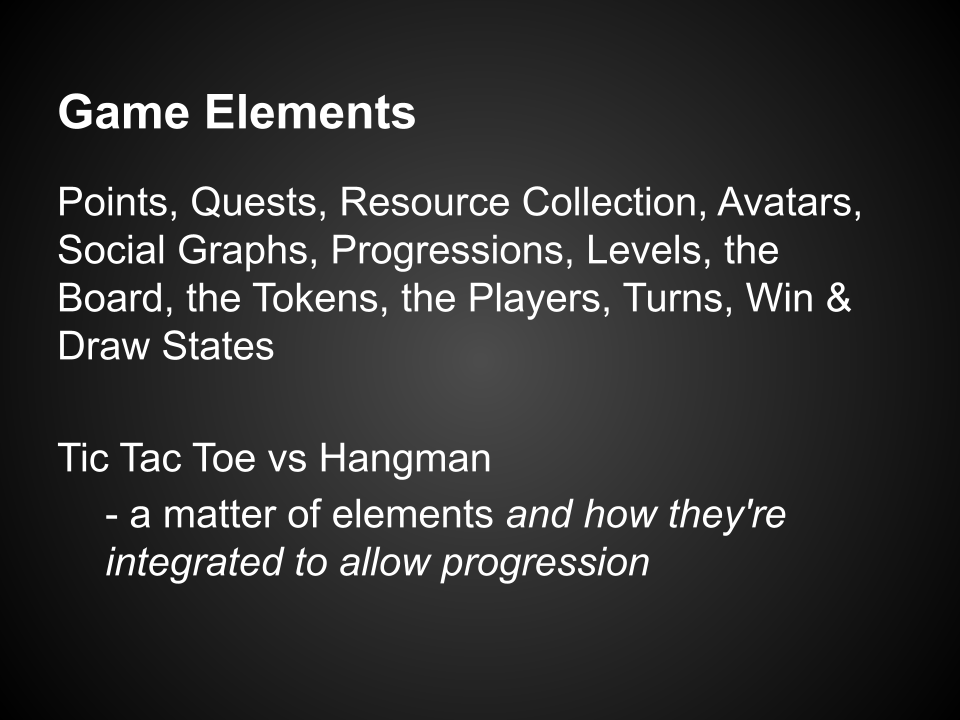 Game Elements
Points, Quests, Resource Collection, Avatars,
Social Graphs, Progressions, Levels, the
Board, the Tokens, the Players, Turns, Win &
Draw States
Tic Tac Toe vs Hangman
- a matter of elements and how they're
integrated to allow progression